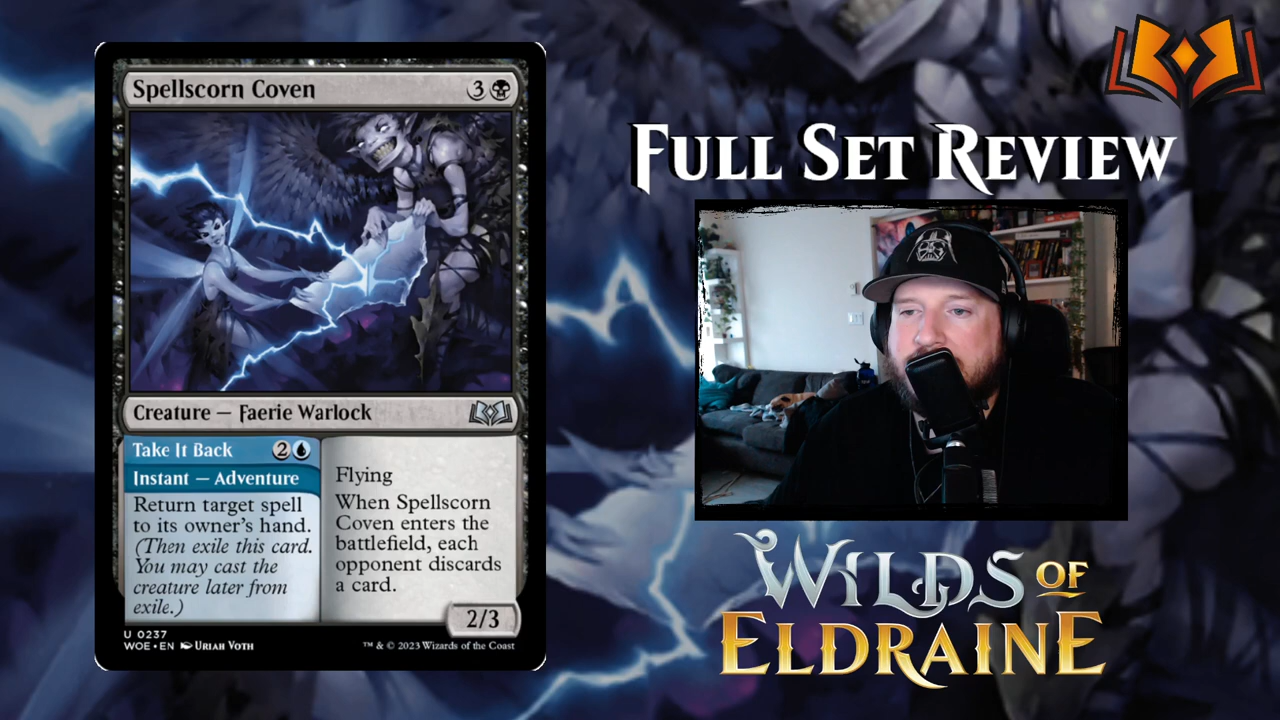 Spellscorn Coven 3
Creature — Faerie Warlock
Take It Back 2
Instant — Adventure
Return target spell
to its owner's hand.
(Then exile this card.
You may cast the
creature later from
exile.)
Flying
When Spellscorn
Coven enters the
battlefield, each
opponent discards
a card.
2/3
U 0237
WOE • EN Uriah Voth
™ & © 2023 Wizards of the Coast
Full Set Review
Wilds of
Eldraine